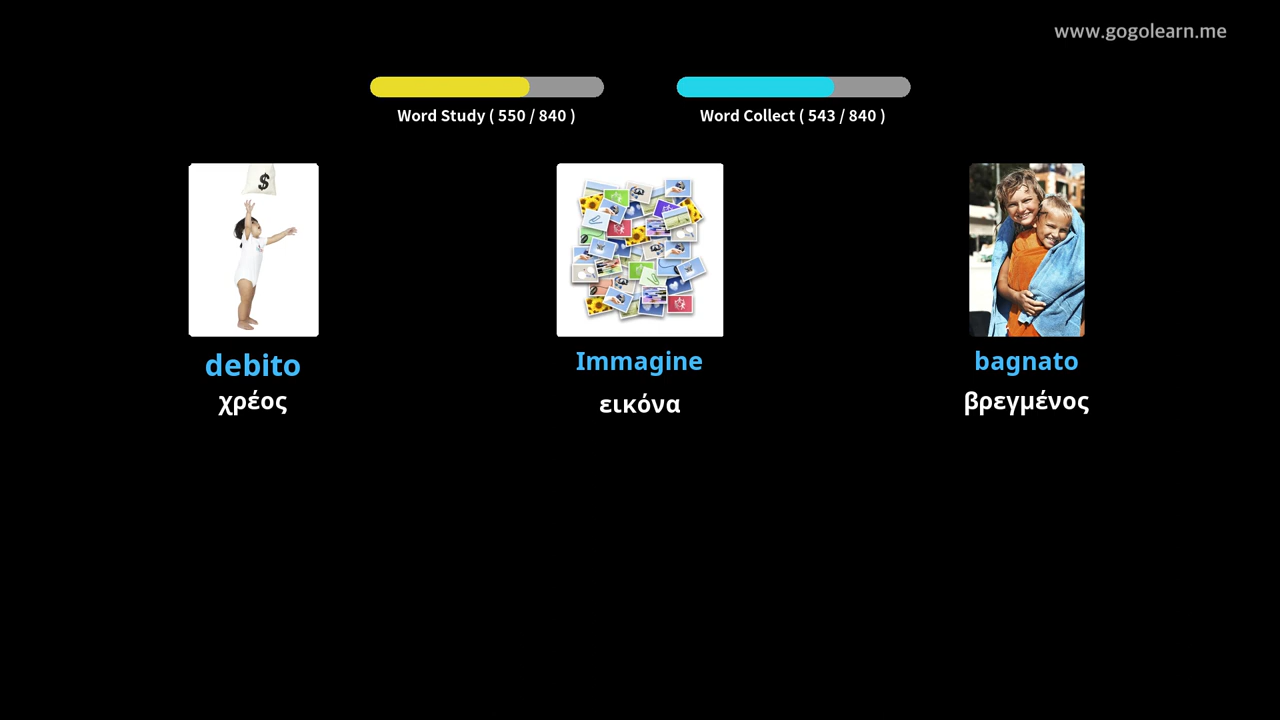 www.gogolearn.me
Word Study ( 550 / 840 )
Word Collect ( 543 / 840 )
$
debito
χρέος
Immagine
εικόνα
bagnato
βρεγμένος